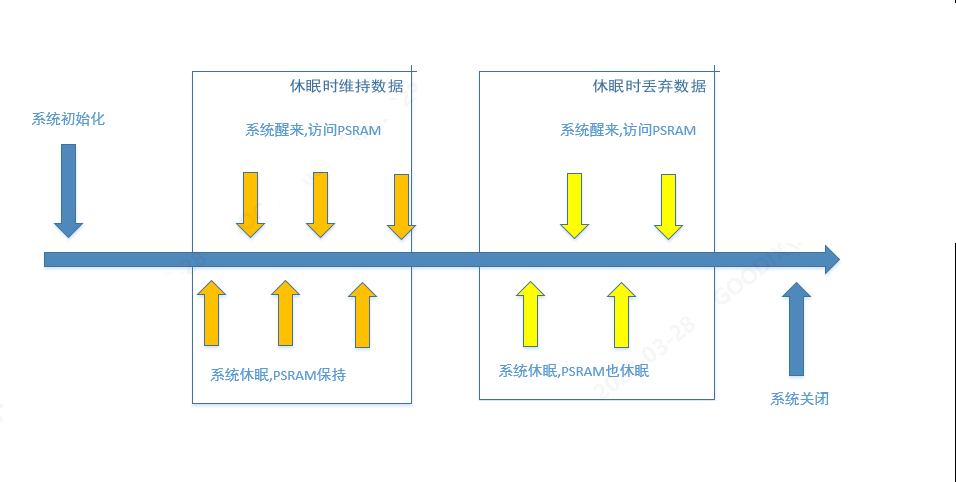 休眠时维持数据
休眠时丢弃数据
系统初始化
系统醒来,访问PSRAM
系统醒来,访问PSRAM
系统休眠,PSRAM保持
系统休眠,PSRAM也休眠
系统关闭
GOODIX
03-28